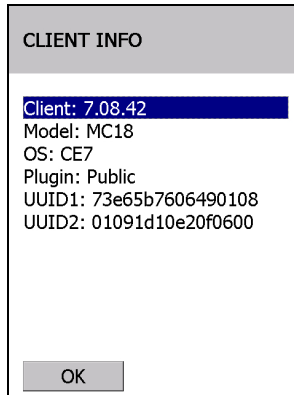 CLIENT INFO
Client: 7.08.42
Model: MC18
OS: CE7
Plugin: Public
UUID1: 73e65b7606490108
UUID2: 01091d10e20f0600
OK